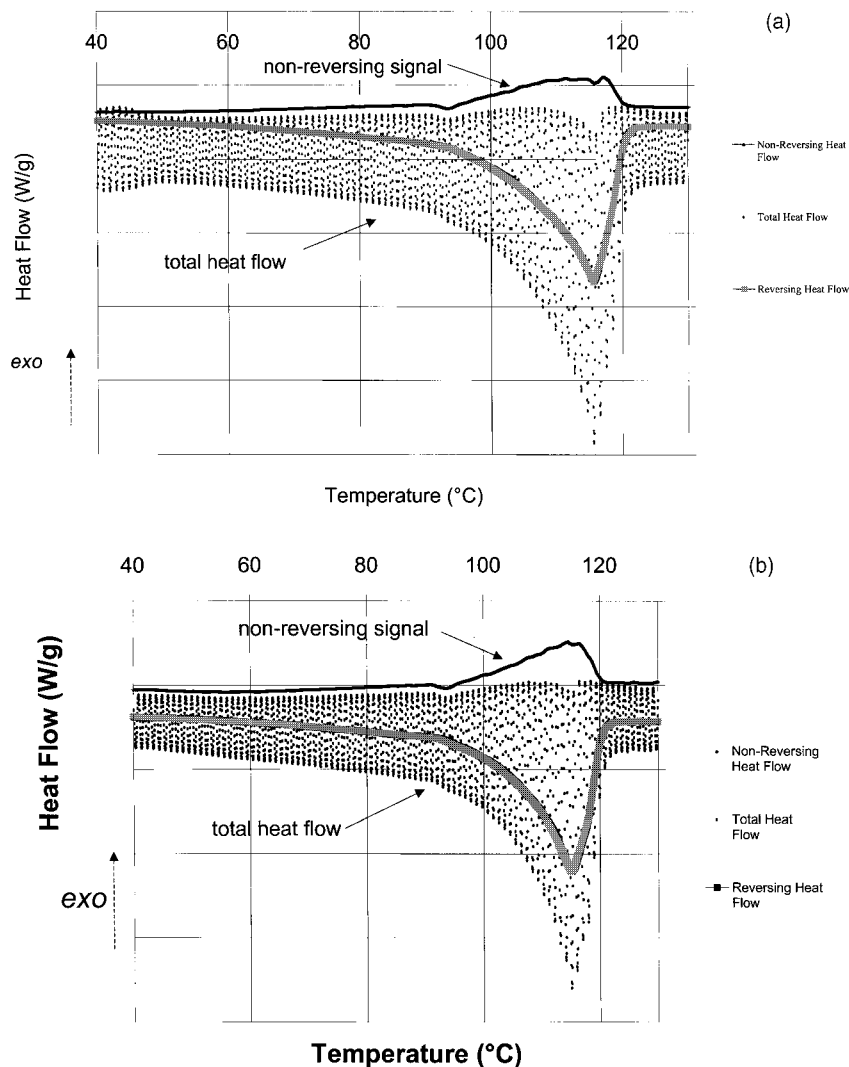 (a)
40 60 80 100 120
non-reversing signal
Heat Flow (W/g)
total heat flow
exo
Non-Reversing Heat
Flow
Total Heat Flow
Reversing Heat Flow
Temperature (°C)
(b)
40 60 80 100 120
non-reversing signal
Heat Flow (W/g)
total heat flow
exo
Non-Reversing
Heat Flow
Total Heat
Flow
Reversing Heat
Flow
Temperature (°C)